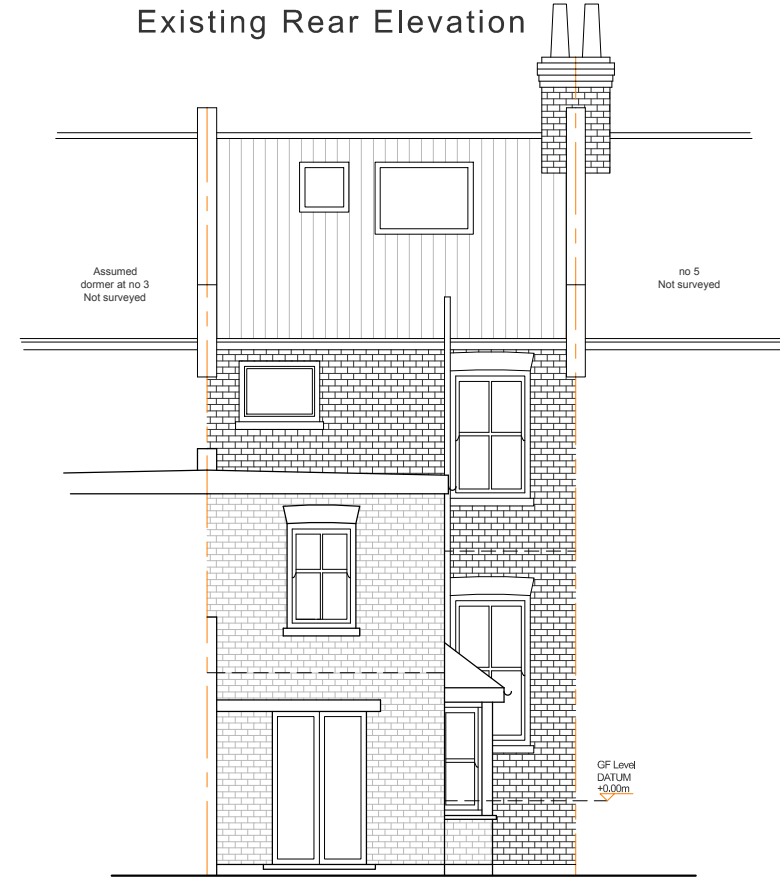 Existing Rear Elevation
Assumed
dormer at no 3
Not surveyed
no 5
Not surveyed
GF Level
DATUM
+0.00m